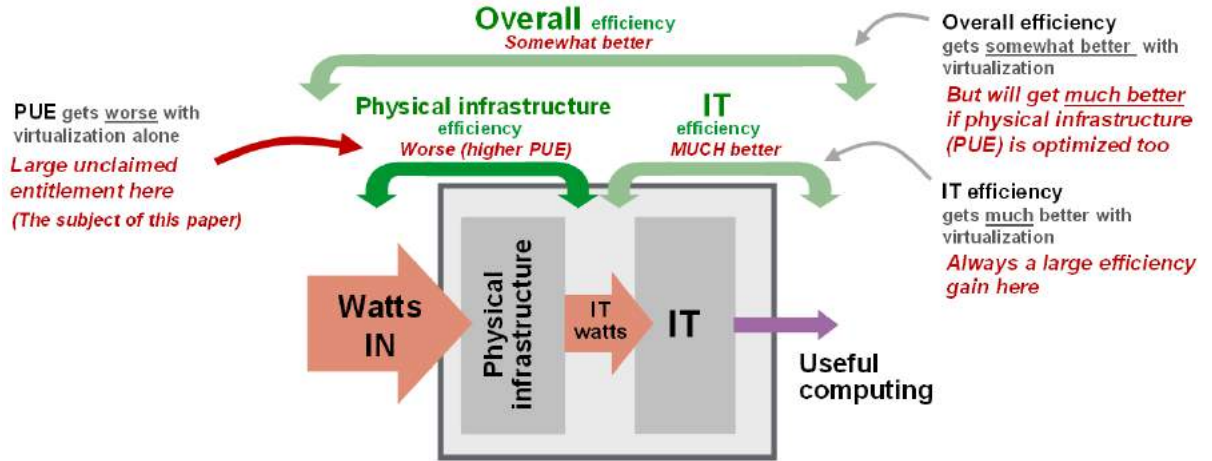 Overall efficiency
Somewhat better
Overall efficiency
gets somewhat better with
virtualization
But will get much better
if physical infrastructure
(PUE) is optimized too
PUE gets worse with
virtualization alone
Large unclaimed
entitlement here
(The subject of this paper)
Physical infrastructure
efficiency
Worse (higher PUE)
IT
efficiency
MUCH better
IT efficiency
gets much better with
virtualization
Always a large efficiency
gain here
Watts
IN
Physical
infrastructure
IT
watts
IT
Useful
computing